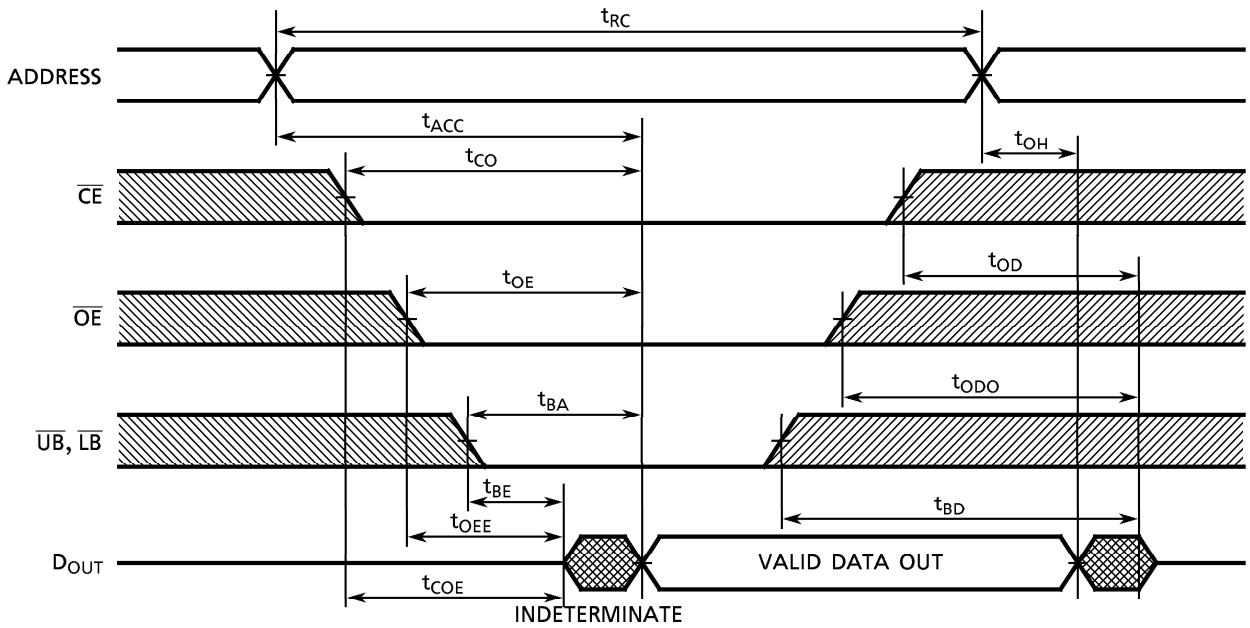 tRC
ADDRESS
tACC
tCO
tOH
CE
tOE
tOD
OE
tBA
tODO
UB, LB
tBE
tBD
tOEE
DOUT
VALID DATA OUT
tCOE
INDETERMINATE